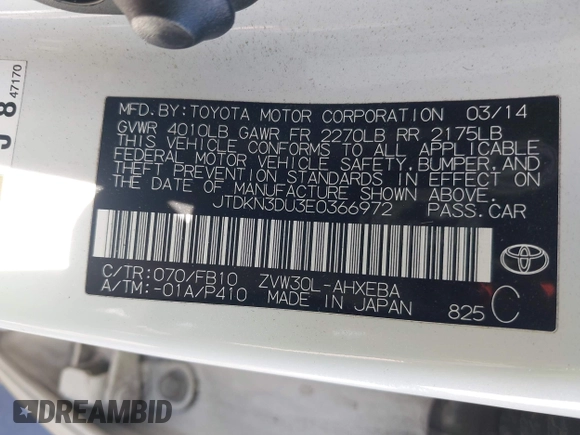 47170
8
MFD.BY:TOYOTA MOTOR CORPORATION 03/14
GVWR 4010LB GAWR FR 2270LB RR 2175LB
THIS VEHICLE CONFORMS TO ALL APPLICABLE
FEDERAL MOTOR VEHICLE SAFETY,BUMPER,AND
THEFT PREVENTION STANDARDS IN EFFECT ON
THE DATE OF MANUFACTURE SHOWN ABOVE.
JTDKN3DU3E0366972 PASS.CAR
C/TR:070/FB10 ZVW30L-AHXEBA
A/TM:-01A/P410 MADE IN JAPAN
825 C
DREAMBID